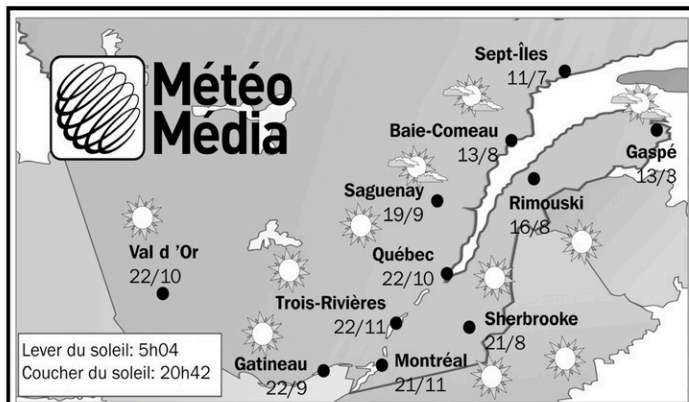 Météo
Média
Sept-Îles
11/7
Baie-Comeau
13/8
Gaspé
13/3
Saguenay
19/9
Rimouski
16/8
Val d 'Or
22/10
Québec
22/10
Trois-Rivières
22/11
Sherbrooke
21/8
Gatineau
22/9
Montréal
21/11
Lever du soleil: 5h04
Coucher du soleil: 20h42